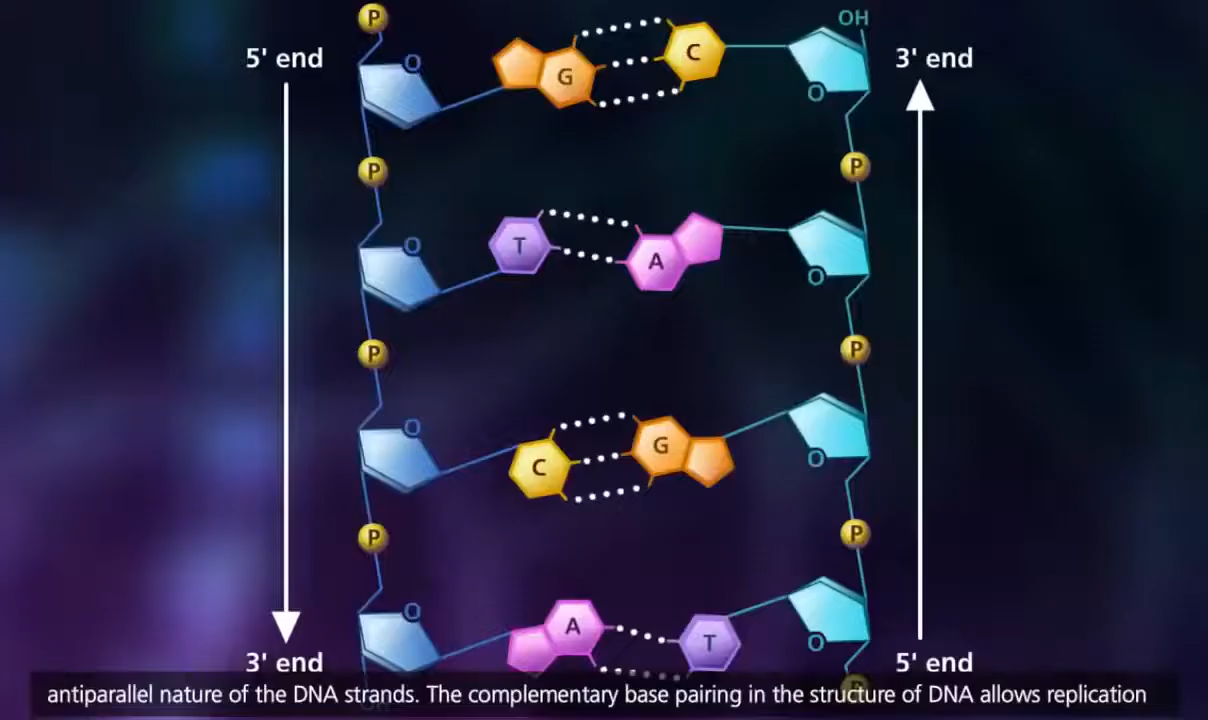 P OH
5' end O G C O 3' end
P P
T A
O O
P P
O C G O
P P
O A T O
3' end 5' end
P
OH
antiparallel nature of the DNA strands. The complementary base pairing in the structure of DNA allows replication